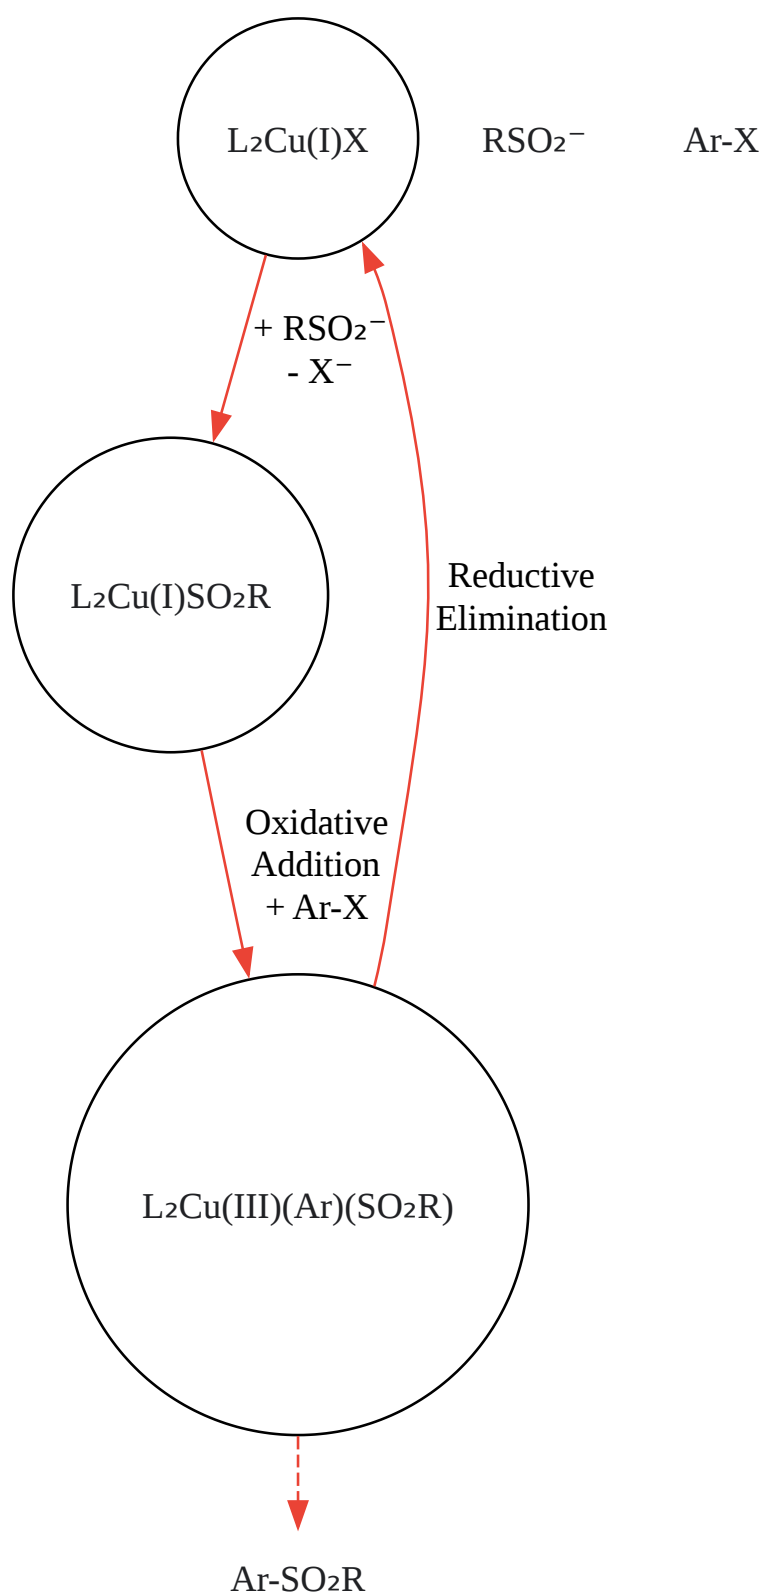 L₂Cu(I)X
RSO₂⁻
Ar-X
+ RSO₂⁻
- X⁻
L₂Cu(I)SO₂R
Reductive
Elimination
Oxidative
Addition
+ Ar-X
L₂Cu(III)(Ar)(SO₂R)
Ar-SO₂R